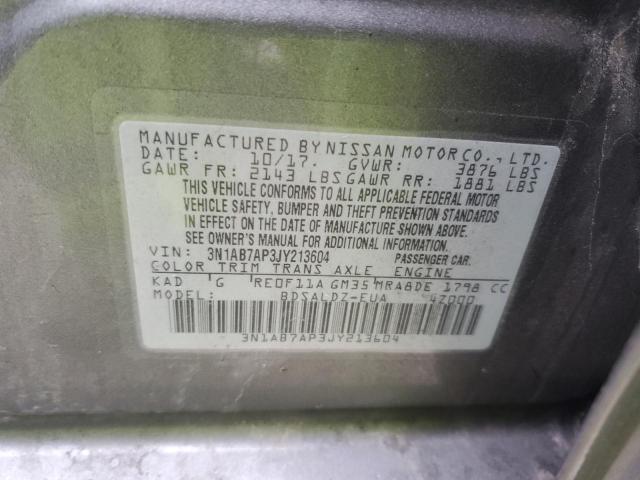 MANUFACTURED BY NISSAN MOTOR CO., LTD.
DATE: 10/17. GVWR: 3876 LBS
GAWR FR: 2143 LBS GAWR RR: 1881 LBS
THIS VEHICLE CONFORMS TO ALL APPLICABLE FEDERAL MOTOR
VEHICLE SAFETY, BUMPER AND THEFT PREVENTION STANDARDS
IN EFFECT ON THE DATE OF MANUFACTURE SHOWN ABOVE.
SEE OWNER'S MANUAL FOR ADDITIONAL INFORMATION.
VIN: 3N1AB7AP3JY213604 PASSENGER CAR.
COLOR TRIM TRANS AXLE ENGINE
KAD G RE0F11A GM35 MRA8DE 1798 CC
MODEL: BDSALDZ-EUA 42000
3N1AB7AP3JY213604